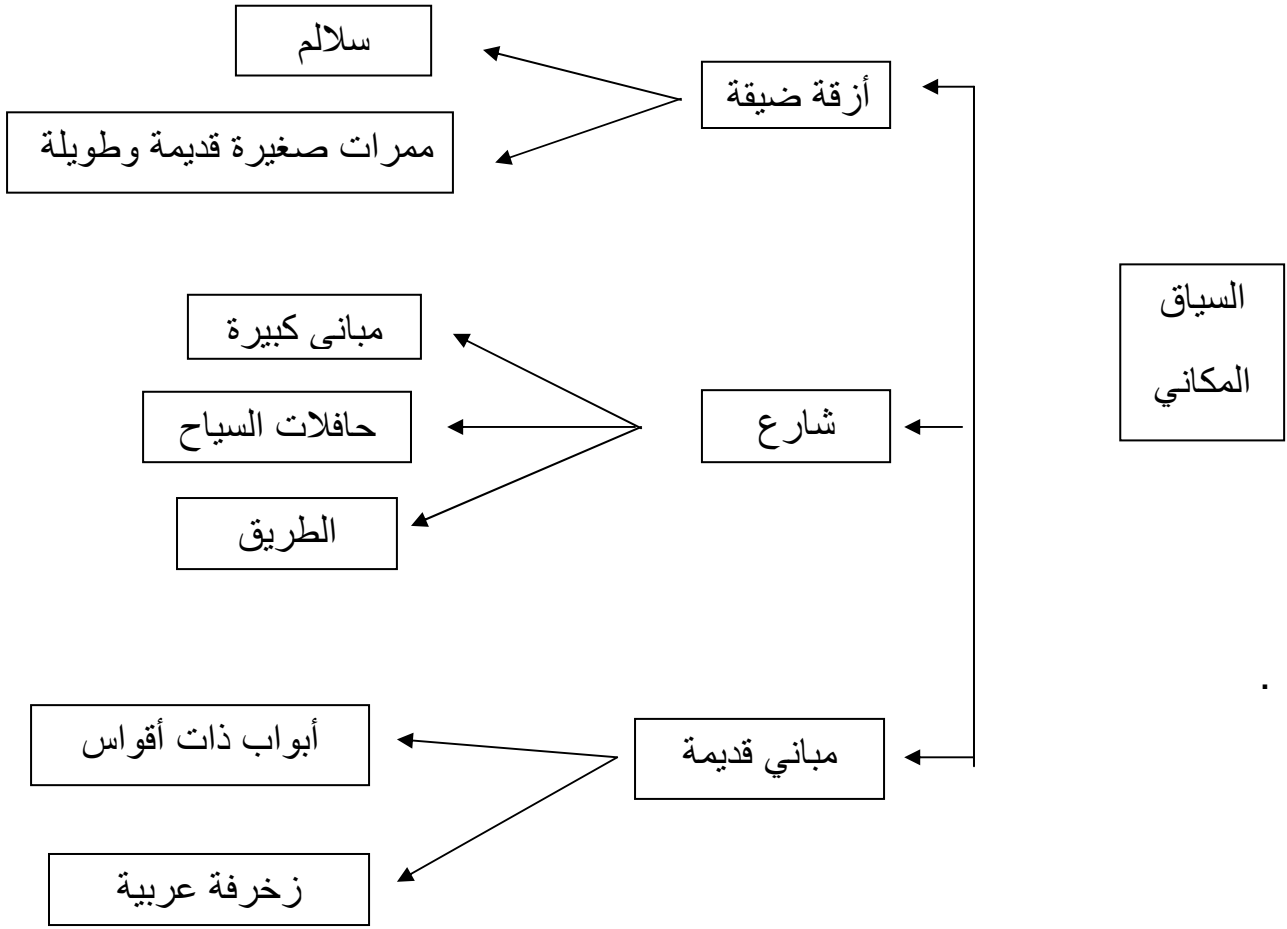 السياق
المكاني
أزقة ضيقة
سلالم
ممرات صغيرة قديمة وطويلة
شارع
مبانى كبيرة
حافلات السياح
الطريق
مباني قديمة
أبواب ذات أقواس
زخرفة عربية
.